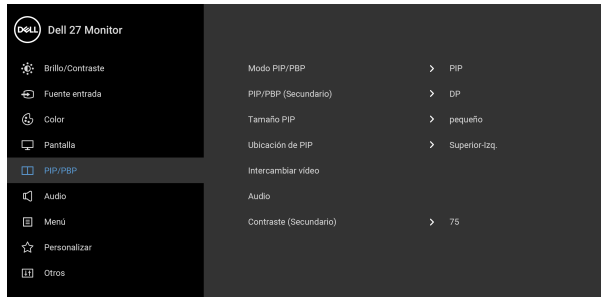 DELL Dell 27 Monitor
Brillo/Contraste
Fuente entrada
Color
Pantalla
PIP/PBP
Audio
Menú
Personalizar
Otros
Modo PIP/PBP > PIP
PIP/PBP (Secundario) > DP
Tamaño PIP > pequeño
Ubicación de PIP > Superior-Izq.
Intercambiar vídeo
Audio
Contraste (Secundario) > 75